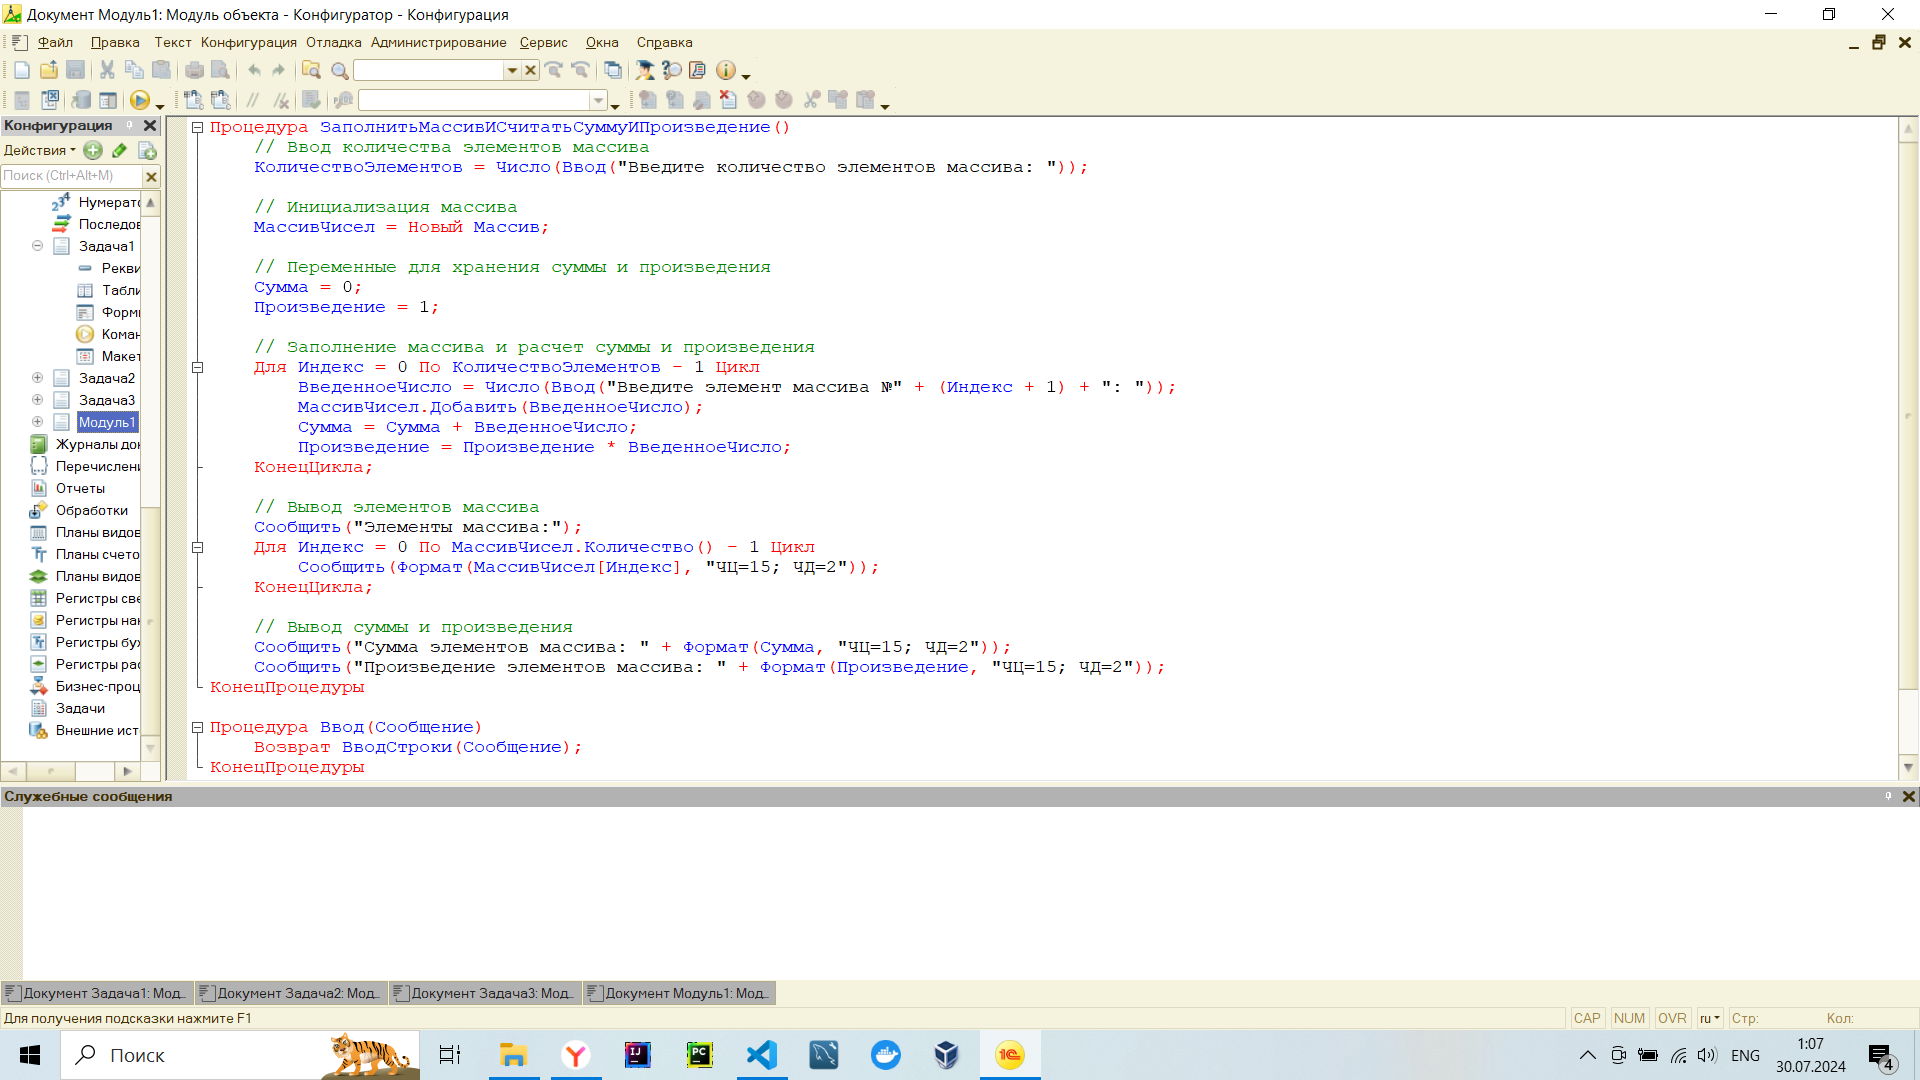 Документ Модуль1: Модуль объекта - Конфигуратор - Конфигурация
Файл Правка Текст Конфигурация Отладка Администрирование Сервис Окна Справка
Конфигурация
Действия
Поиск (Ctrl+Alt+M)
Нумерато
Последов
Задача1
Рекви
Табли
Форм
Коман
Макет
Задача2
Задача3
Модуль1
Журналы док
Перечислени
Отчеты
Обработки
Планы видов
Планы счето
Планы видов
Регистры све
Регистры нак
Регистры бух
Регистры рас
Бизнес-проц
Задачи
Внешние ист
Процедура ЗаполнитьМассивИСчитатьСуммуИПроизведение()
// Ввод количества элементов массива
КоличествоЭлементов = Число(Ввод("Введите количество элементов массива: "));
// Инициализация массива
МассивЧисел = Новый Массив;
// Переменные для хранения суммы и произведения
Сумма = 0;
Произведение = 1;
// Заполнение массива и расчет суммы и произведения
Для Индекс = 0 По КоличествоЭлементов - 1 Цикл
ВведенноеЧисло = Число(Ввод("Введите элемент массива №" + (Индекс + 1) + ": "));
МассивЧисел.Добавить(ВведенноеЧисло);
Сумма = Сумма + ВведенноеЧисло;
Произведение = Произведение * ВведенноеЧисло;
КонецЦикла;
// Вывод элементов массива
Сообщить("Элементы массива:");
Для Индекс = 0 По МассивЧисел.Количество() - 1 Цикл
Сообщить(Формат(МассивЧисел[Индекс], "ЧЦ=15; ЧД=2"));
КонецЦикла;
// Вывод суммы и произведения
Сообщить("Сумма элементов массива: " + Формат(Сумма, "ЧЦ=15; ЧД=2"));
Сообщить("Произведение элементов массива: " + Формат(Произведение, "ЧЦ=15; ЧД=2"));
КонецПроцедуры
Процедура Ввод(Сообщение)
Возврат ВводСтроки(Сообщение);
КонецПроцедуры
Служебные сообщения
Документ Задача1: Мод... Документ Задача2: Мод... Документ Задача3: Мод... Документ Модуль1: Мод...
Для получения подсказки нажмите F1
CAP NUM OVR ru Стр: Кол:
Поиск
ENG
1:07
30.07.2024
4